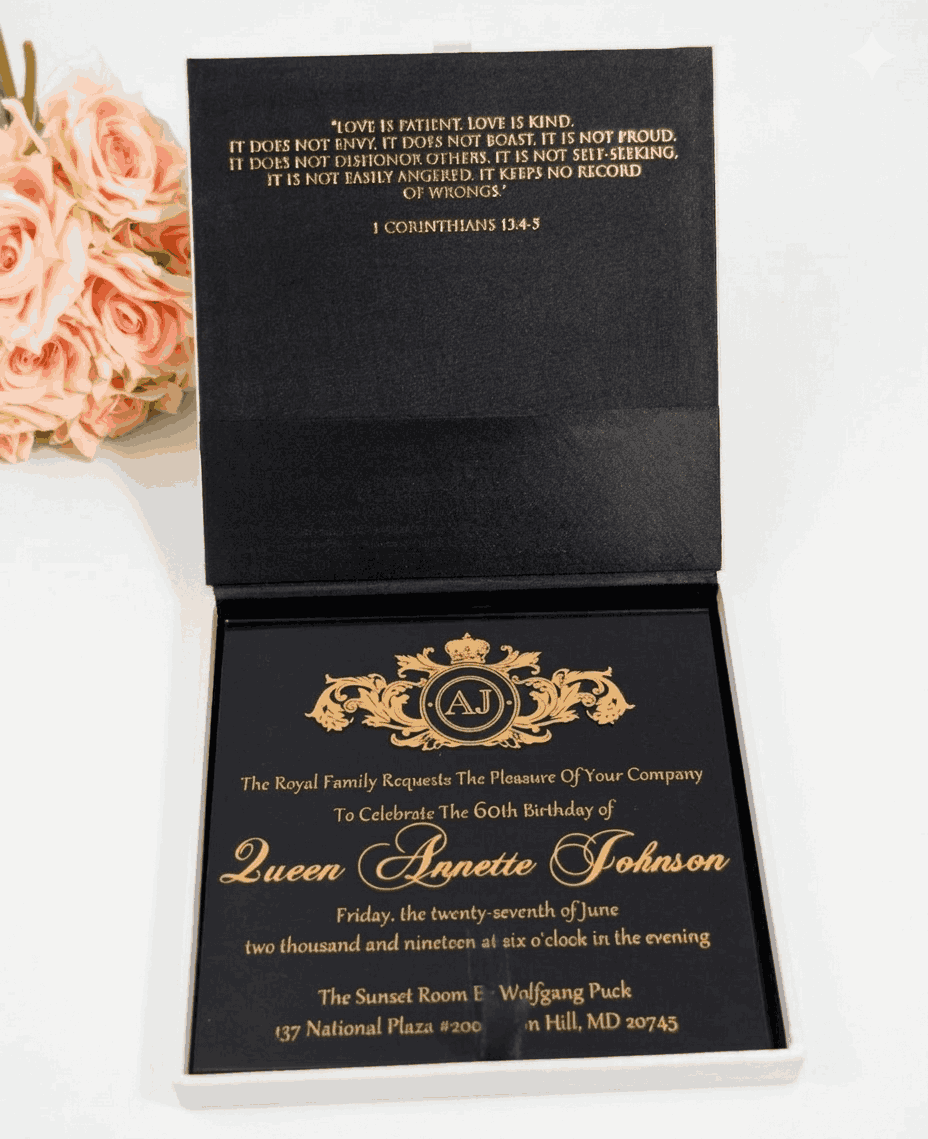 "LOVE IS PATIENT, LOVE IS KIND.
IT DOES NOT ENVY, IT DOES NOT BOAST, IT IS NOT PROUD.
IT DOES NOT DISHONOR OTHERS, IT IS NOT SELF-SEEKING,
IT IS NOT EASILY ANGERED, IT KEEPS NO RECORD
OF WRONGS."
1 CORINTHIANS 13:4-5
AJ
The Royal Family Requests The Pleasure Of Your Company
To Celebrate The 60th Birthday of
Queen Annette Johnson
Friday, the twenty-seventh of June
two thousand and nineteen at six o'clock in the evening
The Sunset Room Wolfgang Puck
137 National Plaza #200 Hill, MD 20745